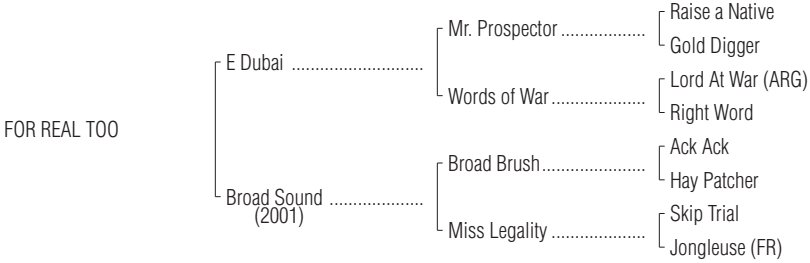 Raise a Native
Mr. Prospector ..................
Gold Digger
E Dubai ............................
Lord At War (ARG)
Words of War....................
Right Word
FOR REAL TOO
Ack Ack
Broad Brush......................
Hay Patcher
Broad Sound ....................
(2001)
Skip Trial
Miss Legality ....................
Jongleuse (FR)